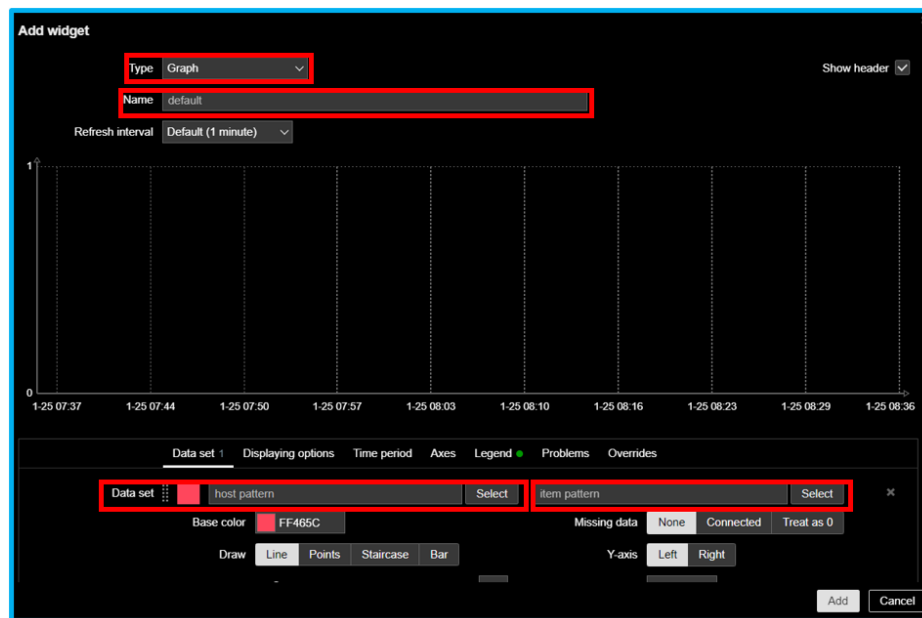 Add widget
Type Graph Show header
Name default
Refresh interval Default (1 minute)
1
0
1-25 07:37 1-25 07:44 1-25 07:50 1-25 07:57 1-25 08:03 1-25 08:10 1-25 08:16 1-25 08:23 1-25 08:29 1-25 08:36
Data set 1 Displaying options Time period Axes Legend Problems Overrides
Data set host pattern Select item pattern Select
Base color FF465C Missing data None Connected Treat as 0
Draw Line Points Staircase Bar Y-axis Left Right
Add Cancel